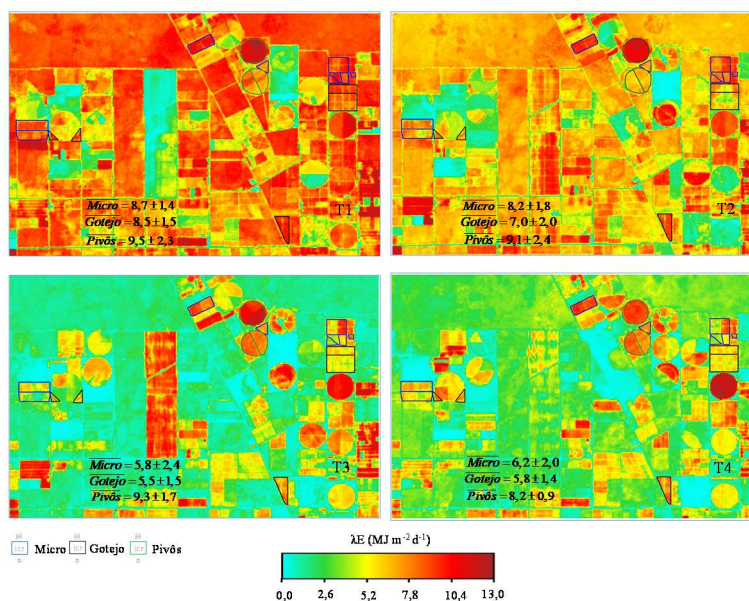 Micro = 8,7 ± 1,4
Gotejo = 8,5 ± 1,5
Pivôs = 9,5 ± 2,3
T1
Micro = 8,2 ± 1,8
Gotejo = 7,0 ± 2,0
Pivôs = 9,1 ± 2,4
T2
Micro = 5,8 ± 2,4
Gotejo = 5,5 ± 1,5
Pivôs = 9,3 ± 1,7
T3
Micro = 6,2 ± 2,0
Gotejo = 5,8 ± 1,4
Pivôs = 8,2 ± 0,9
T4
Micro Gotejo Pivôs
λE (MJ m⁻² d⁻¹)
0,0 2,6 5,2 7,8 10,4 13,0